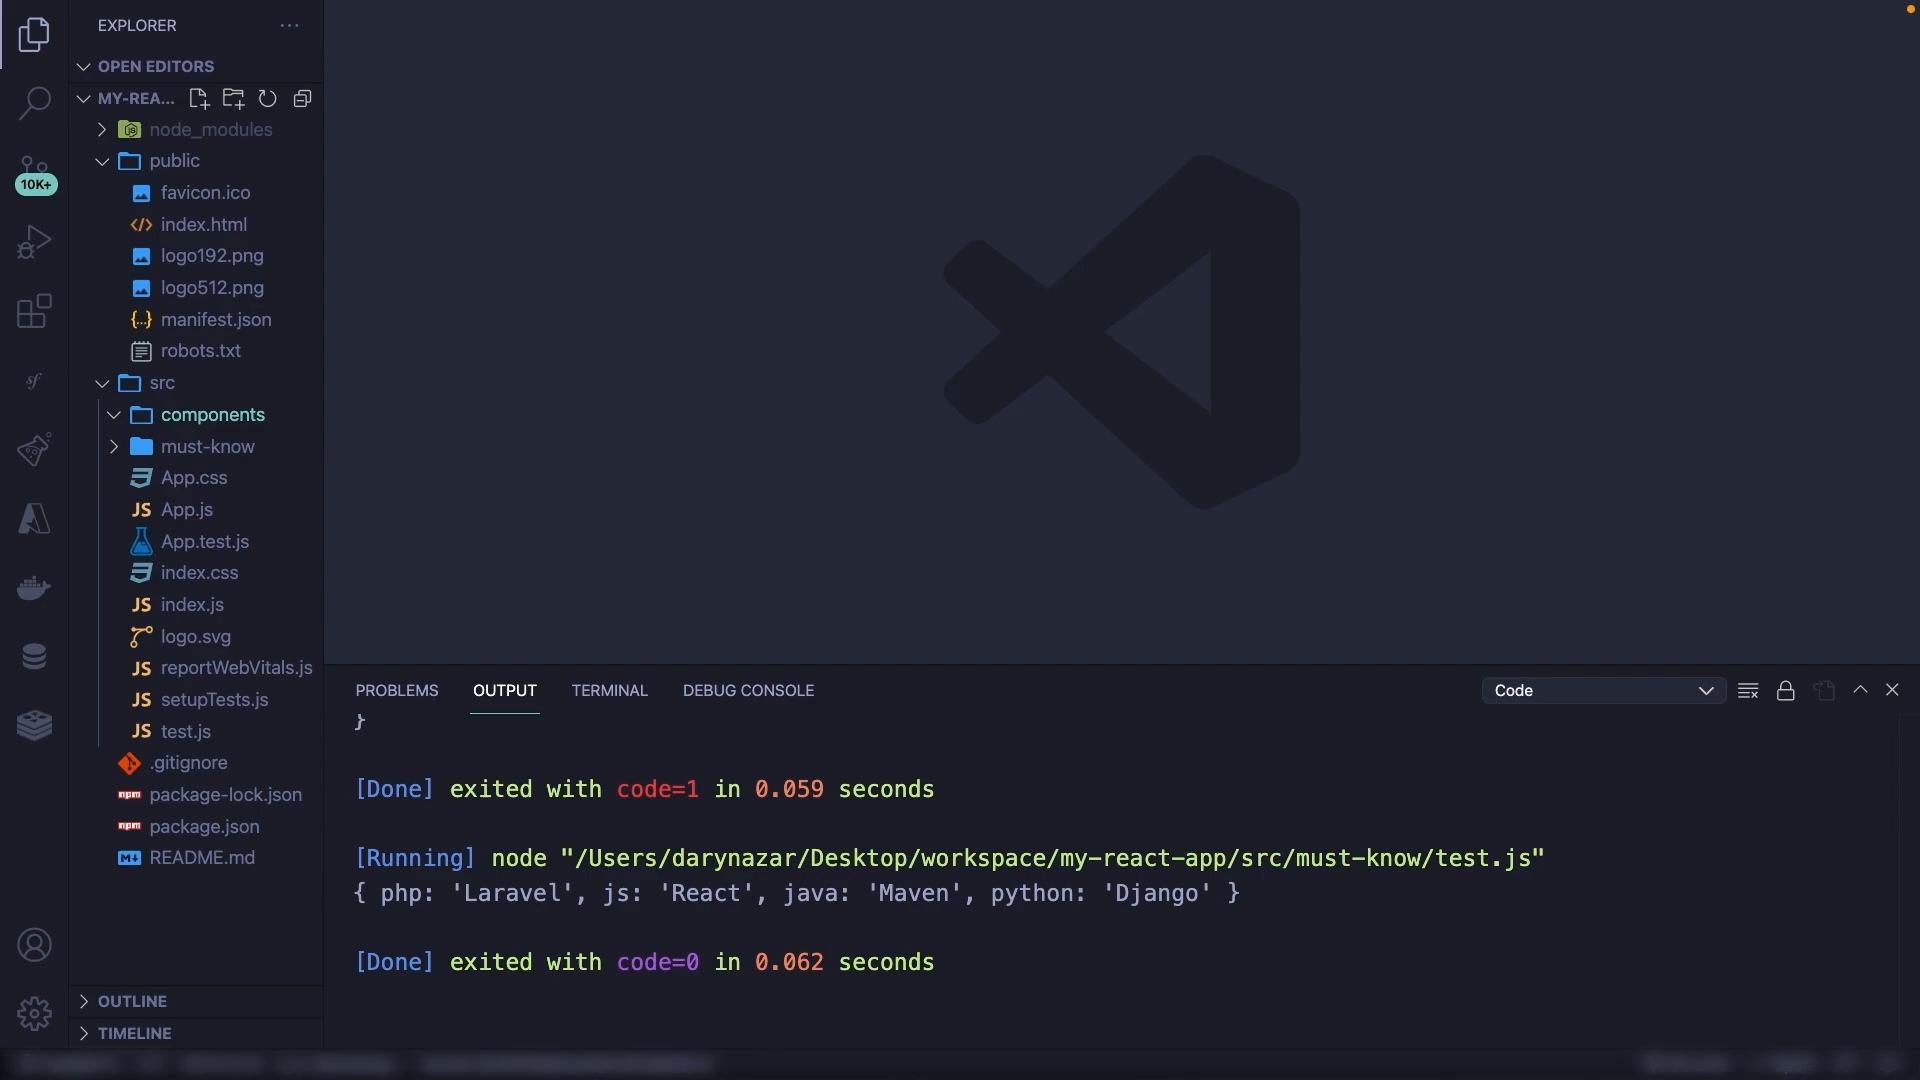 EXPLORER
OPEN EDITORS
MY-REA...
node_modules
public
10K+
favicon.ico
index.html
logo192.png
logo512.png
manifest.json
robots.txt
src
components
must-know
App.css
App.js
App.test.js
index.css
index.js
logo.svg
reportWebVitals.js
setupTests.js
test.js
.gitignore
package-lock.json
package.json
README.md
OUTLINE
TIMELINE
PROBLEMS OUTPUT TERMINAL DEBUG CONSOLE Code
}
[Done] exited with code=1 in 0.059 seconds
[Running] node "/Users/darynazar/Desktop/workspace/my-react-app/src/must-know/test.js"
{ php: 'Laravel', js: 'React', java: 'Maven', python: 'Django' }
[Done] exited with code=0 in 0.062 seconds